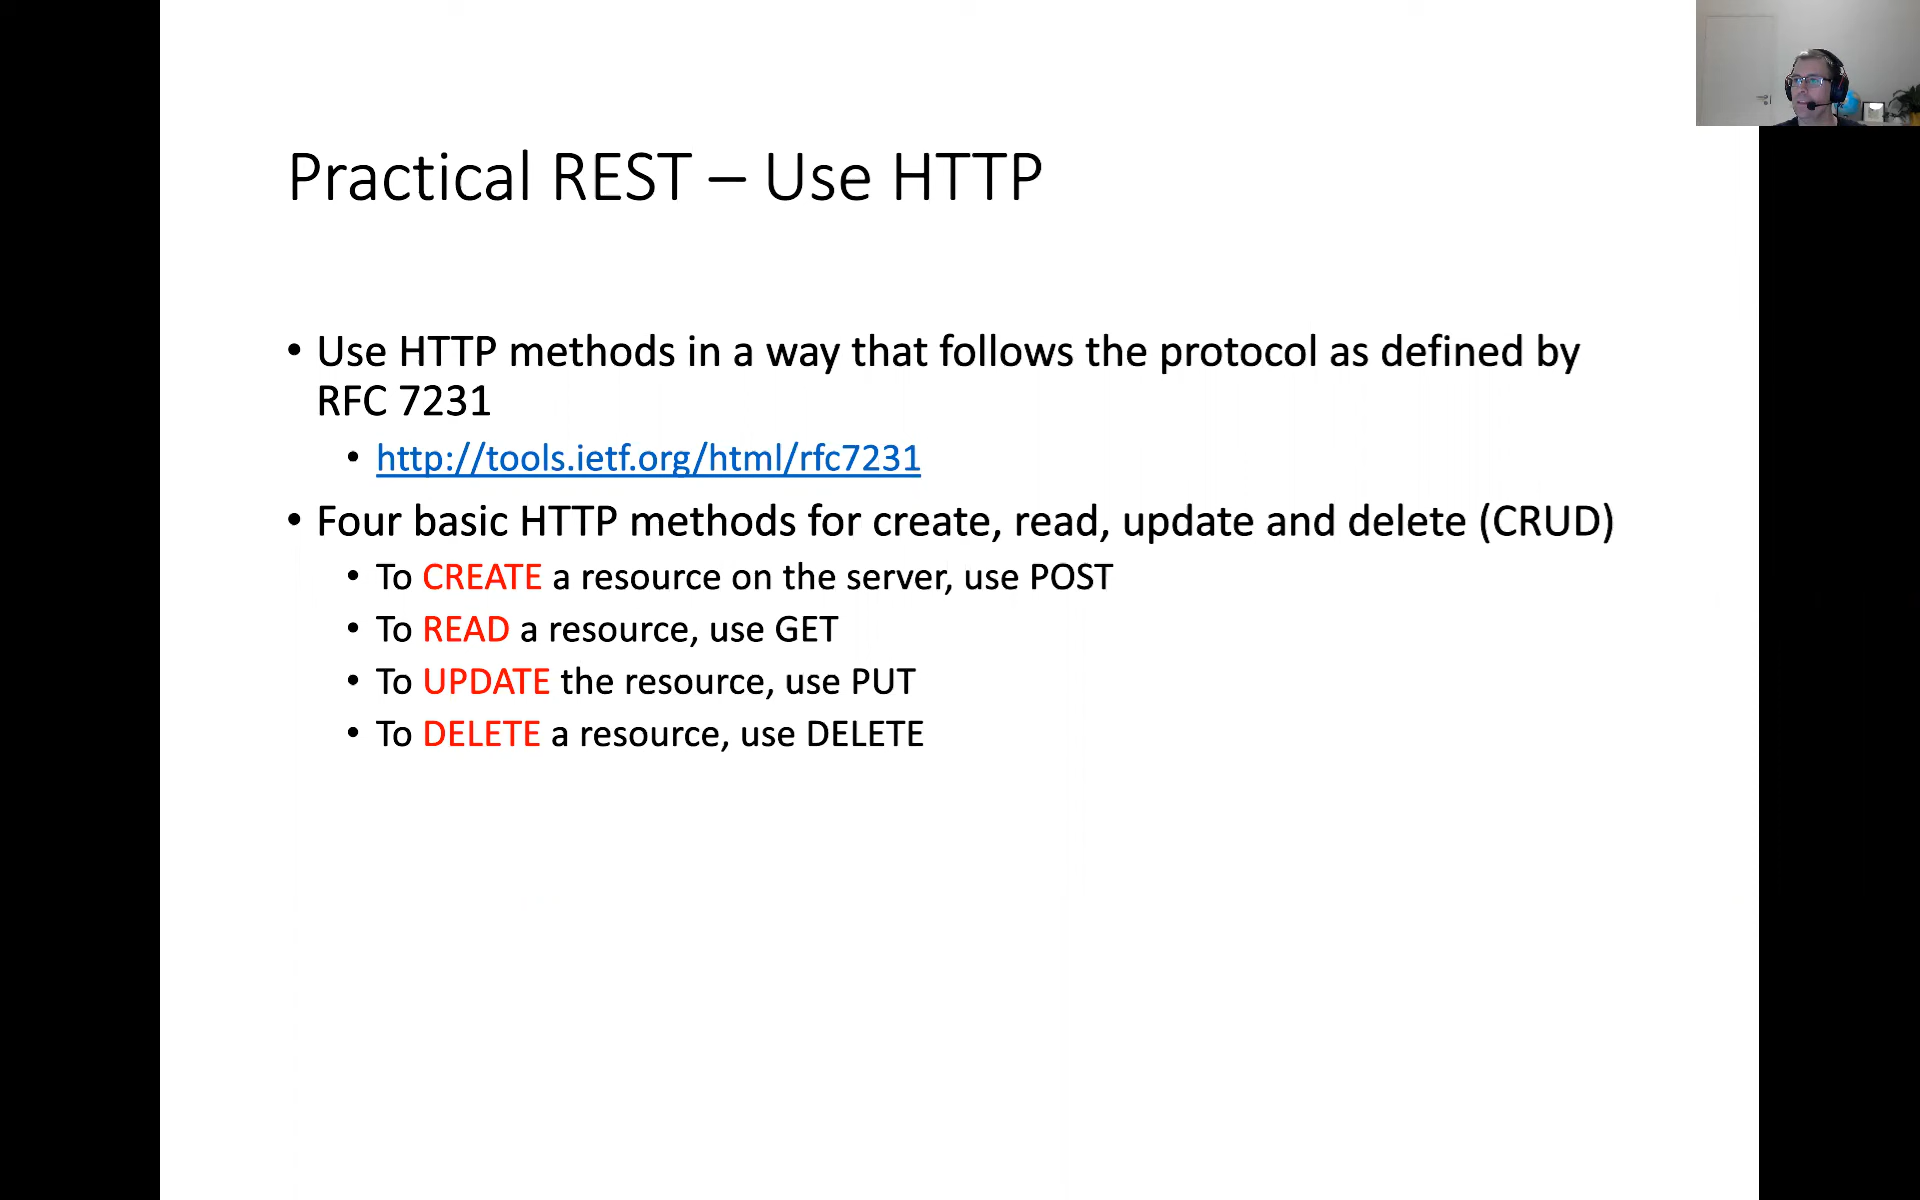 Practical REST – Use HTTP
• Use HTTP methods in a way that follows the protocol as defined by
RFC 7231
• http://tools.ietf.org/html/rfc7231
• Four basic HTTP methods for create, read, update and delete (CRUD)
• To CREATE a resource on the server, use POST
• To READ a resource, use GET
• To UPDATE the resource, use PUT
• To DELETE a resource, use DELETE